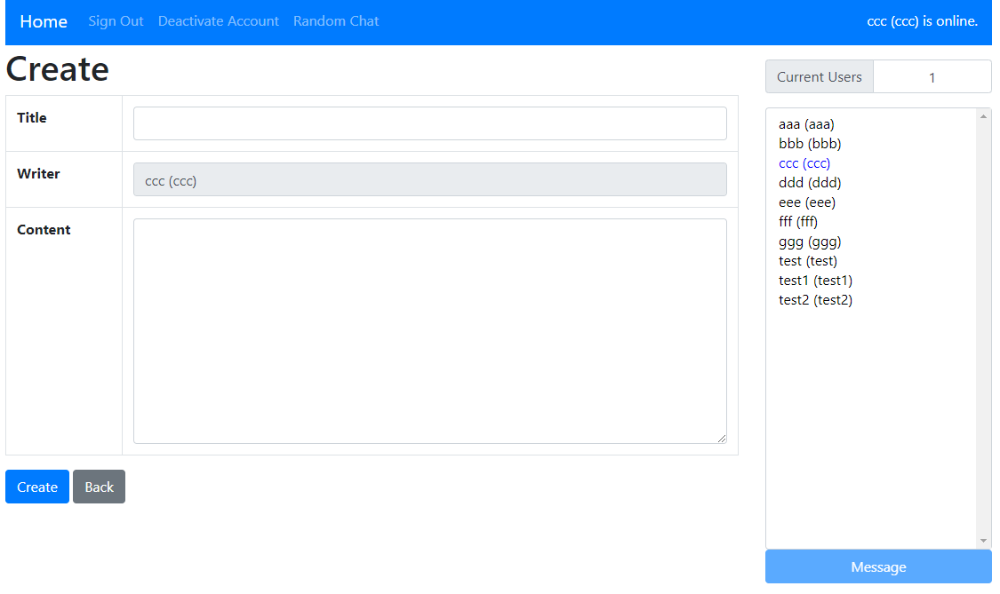 Home Sign Out Deactivate Account Random Chat ccc (ccc) is online.
Create
Title
Writer ccc (ccc)
Content
Create Back
Current Users 1
aaa (aaa)
bbb (bbb)
ccc (ccc)
ddd (ddd)
eee (eee)
fff (fff)
ggg (ggg)
test (test)
test1 (test1)
test2 (test2)
Message